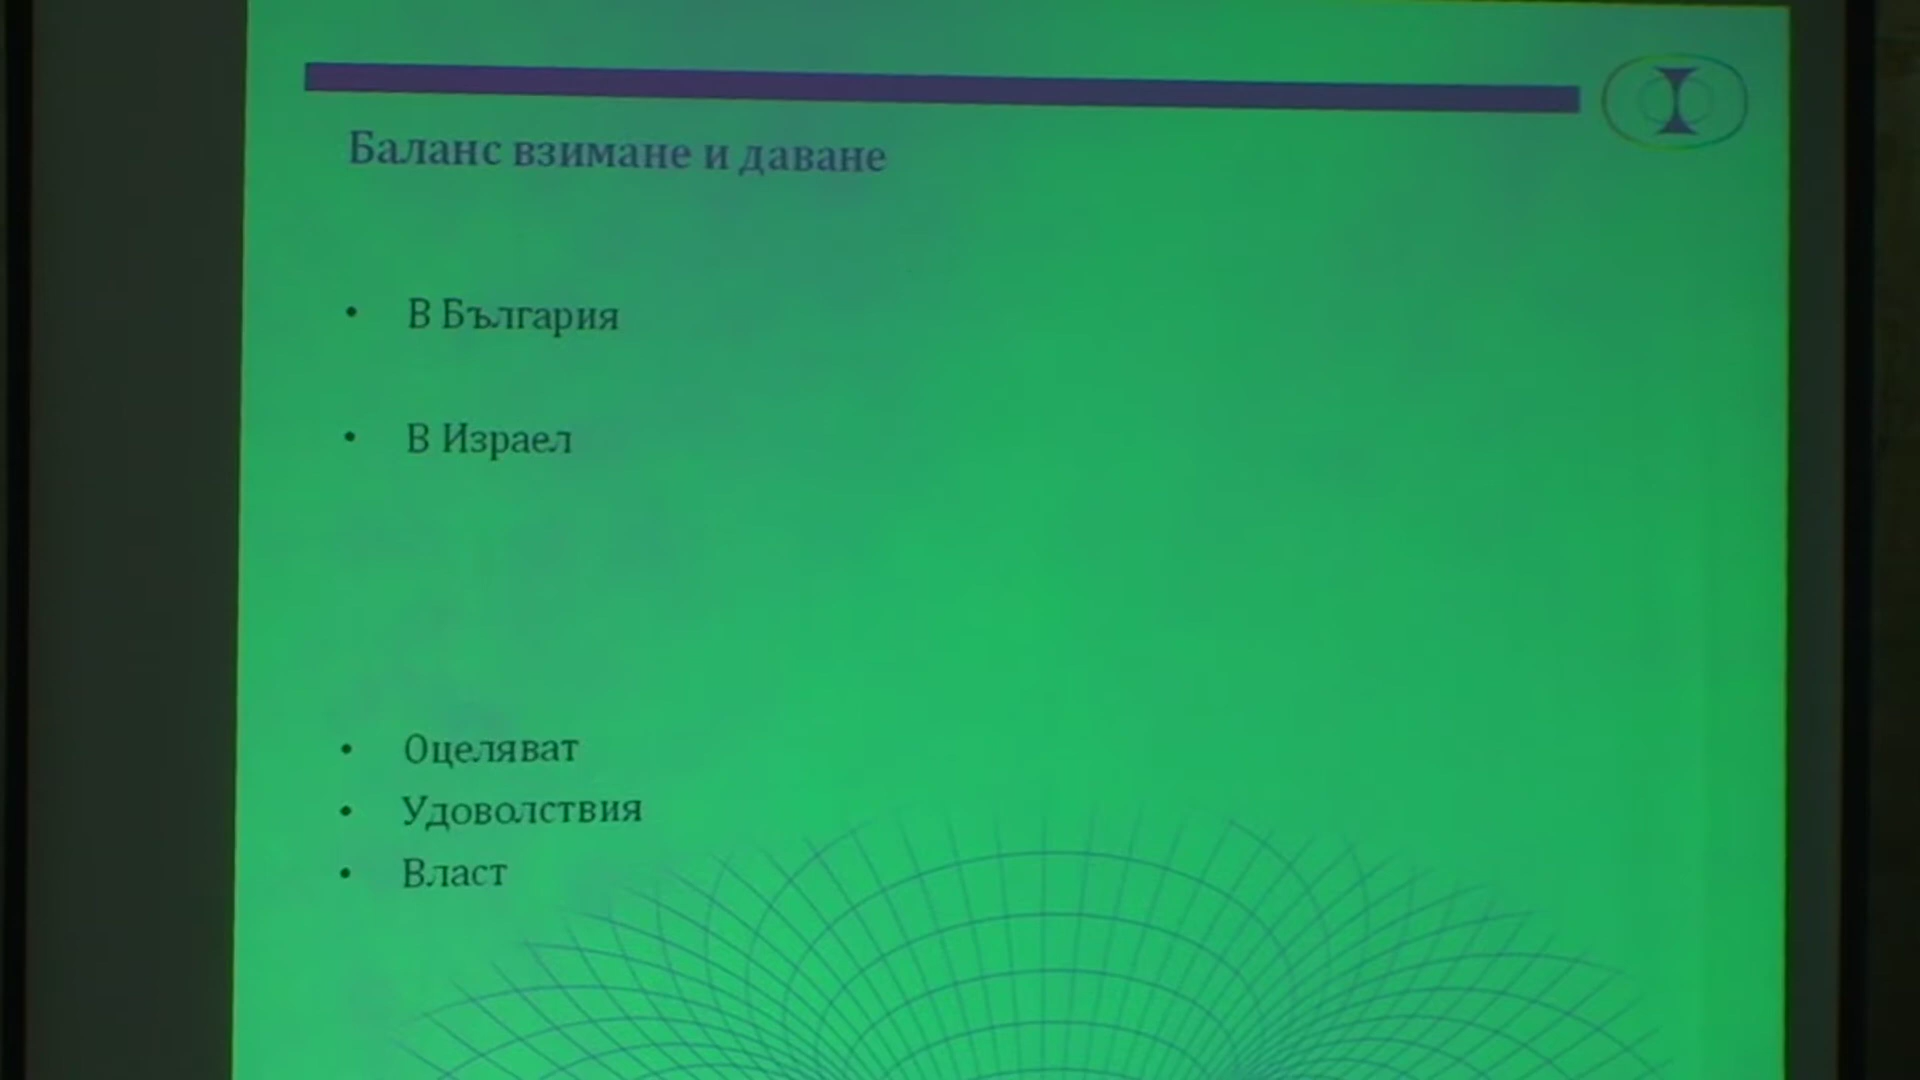 Баланс взимане и даване
• В България
• В Израел
• Оцеляват
• Удоволствия
• Власт